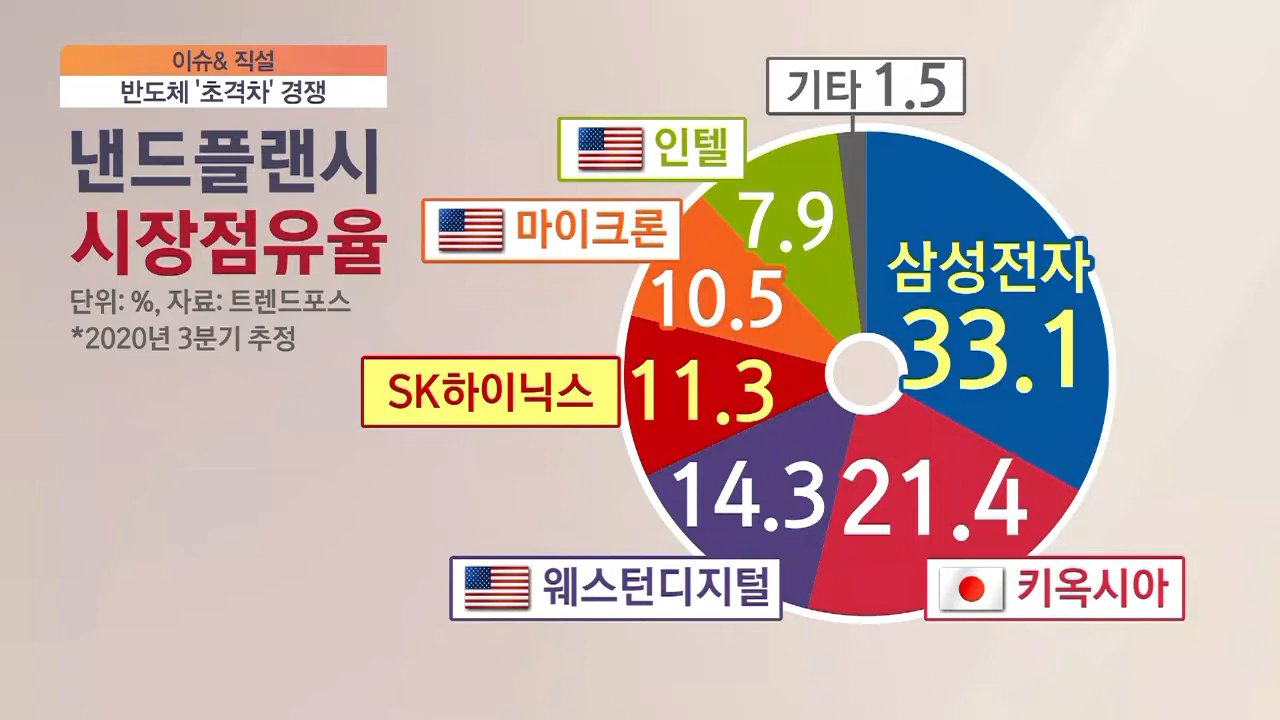 이슈& 직설
반도체 '초격차' 경쟁
낸드플랜시
시장점유율
단위: %, 자료: 트렌드포스
*2020년 3분기 추정
기타 1.5
인텔
7.9
마이크론
10.5
삼성전자
33.1
SK하이닉스
11.3
14.3
21.4
웨스턴디지털
키옥시아